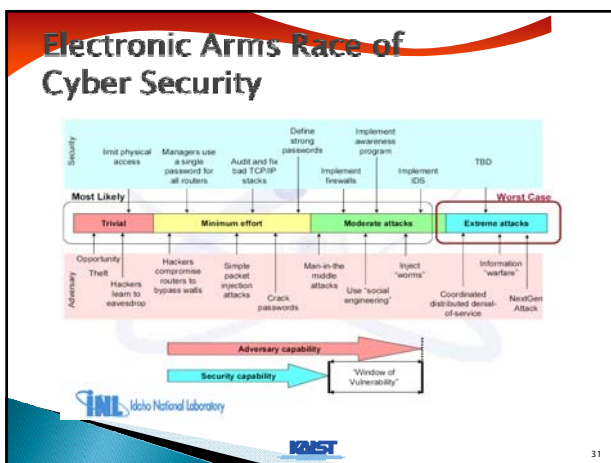 Electronic Arms Race of
Cyber Security
Security
limit physical
access
Managers use
a single
password for
all routers
Audit and fix
bad TCP/IP
stacks
Define
strong
passwords
Implement
firewalls
Implement
awareness
program
Implement
IDS
TBD
Most Likely
Worst Case
Trivial
Minimum effort
Moderate attacks
Extreme attacks
Adversary
Opportunity
Theft
Hackers
learn to
eavesdrop
Hackers
compromise
routers to
bypass walls
Simple
packet
injection
attacks
Crack
passwords
Man-in-the
middle
attacks
Use "social
engineering"
Inject
"worms"
Coordinated
distributed denial-
of-service
Information
"warfare"
NextGen
Attack
Adversary capability
Security capability
"Window of
Vulnerability"
INL Idaho National Laboratory
KAIST
31